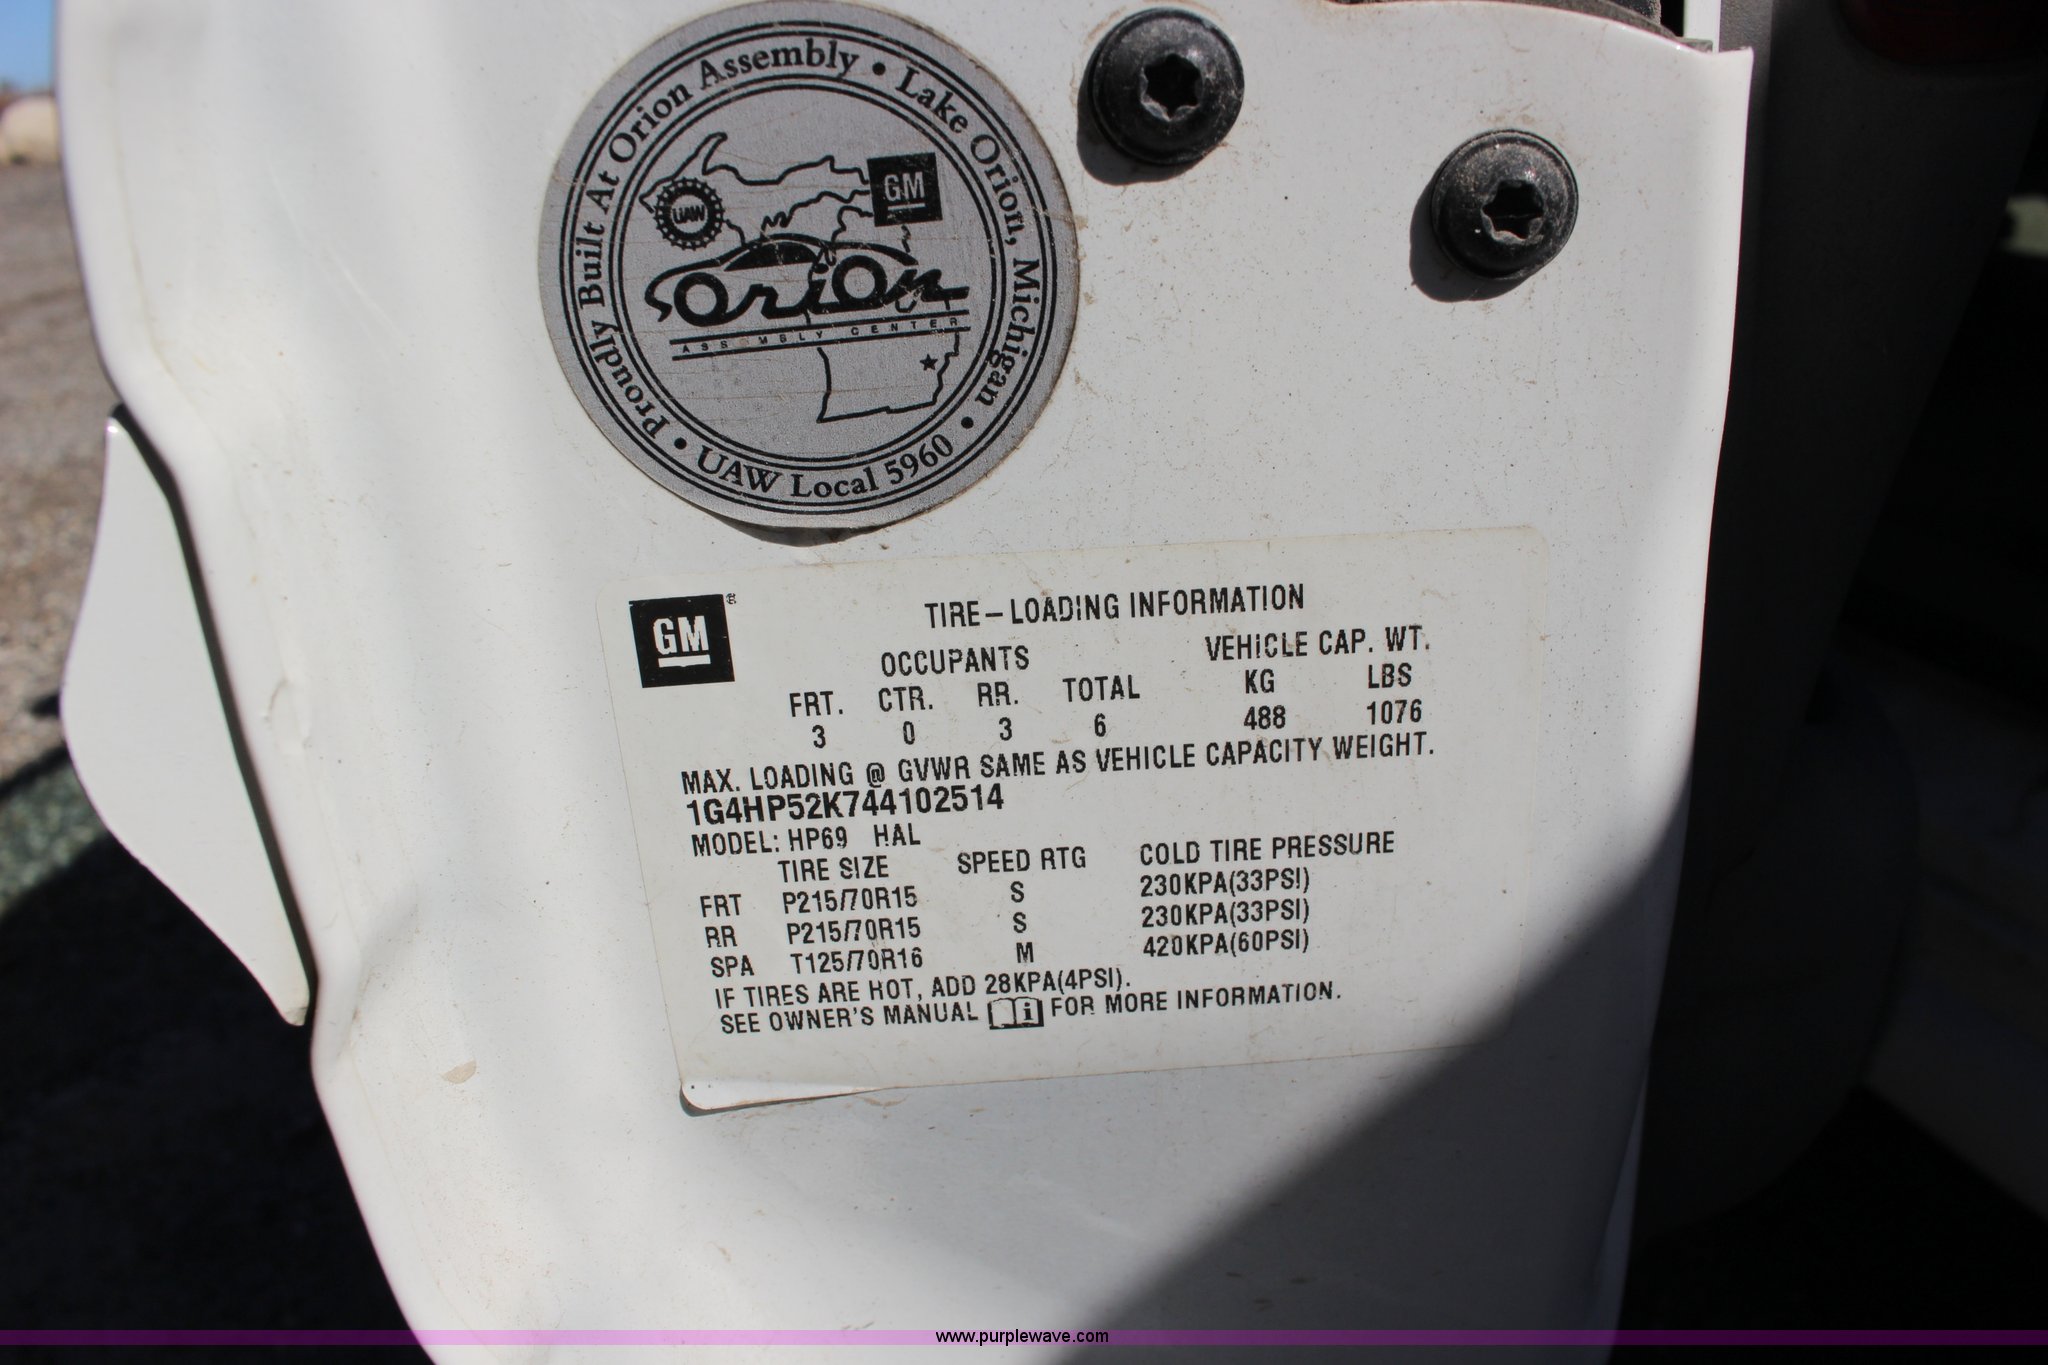 Proudly Built At Orion Assembly • Lake Orion, Michigan • UAW Local 5960 •
UAW
GM
Orion
ASSEMBLY CENTER
GM®
TIRE-LOADING INFORMATION
OCCUPANTS VEHICLE CAP. WT.
FRT. CTR. RR. TOTAL KG LBS
3 0 3 6 488 1076
MAX. LOADING @ GVWR SAME AS VEHICLE CAPACITY WEIGHT.
1G4HP52K744102514
MODEL: HP69 HAL
TIRE SIZE SPEED RTG COLD TIRE PRESSURE
FRT P215/70R15 S 230KPA(33PSI)
RR P215/70R15 S 230KPA(33PSI)
SPA T125/70R16 M 420KPA(60PSI)
IF TIRES ARE HOT, ADD 28KPA(4PSI).
SEE OWNER'S MANUAL i FOR MORE INFORMATION.
www.purplewave.com